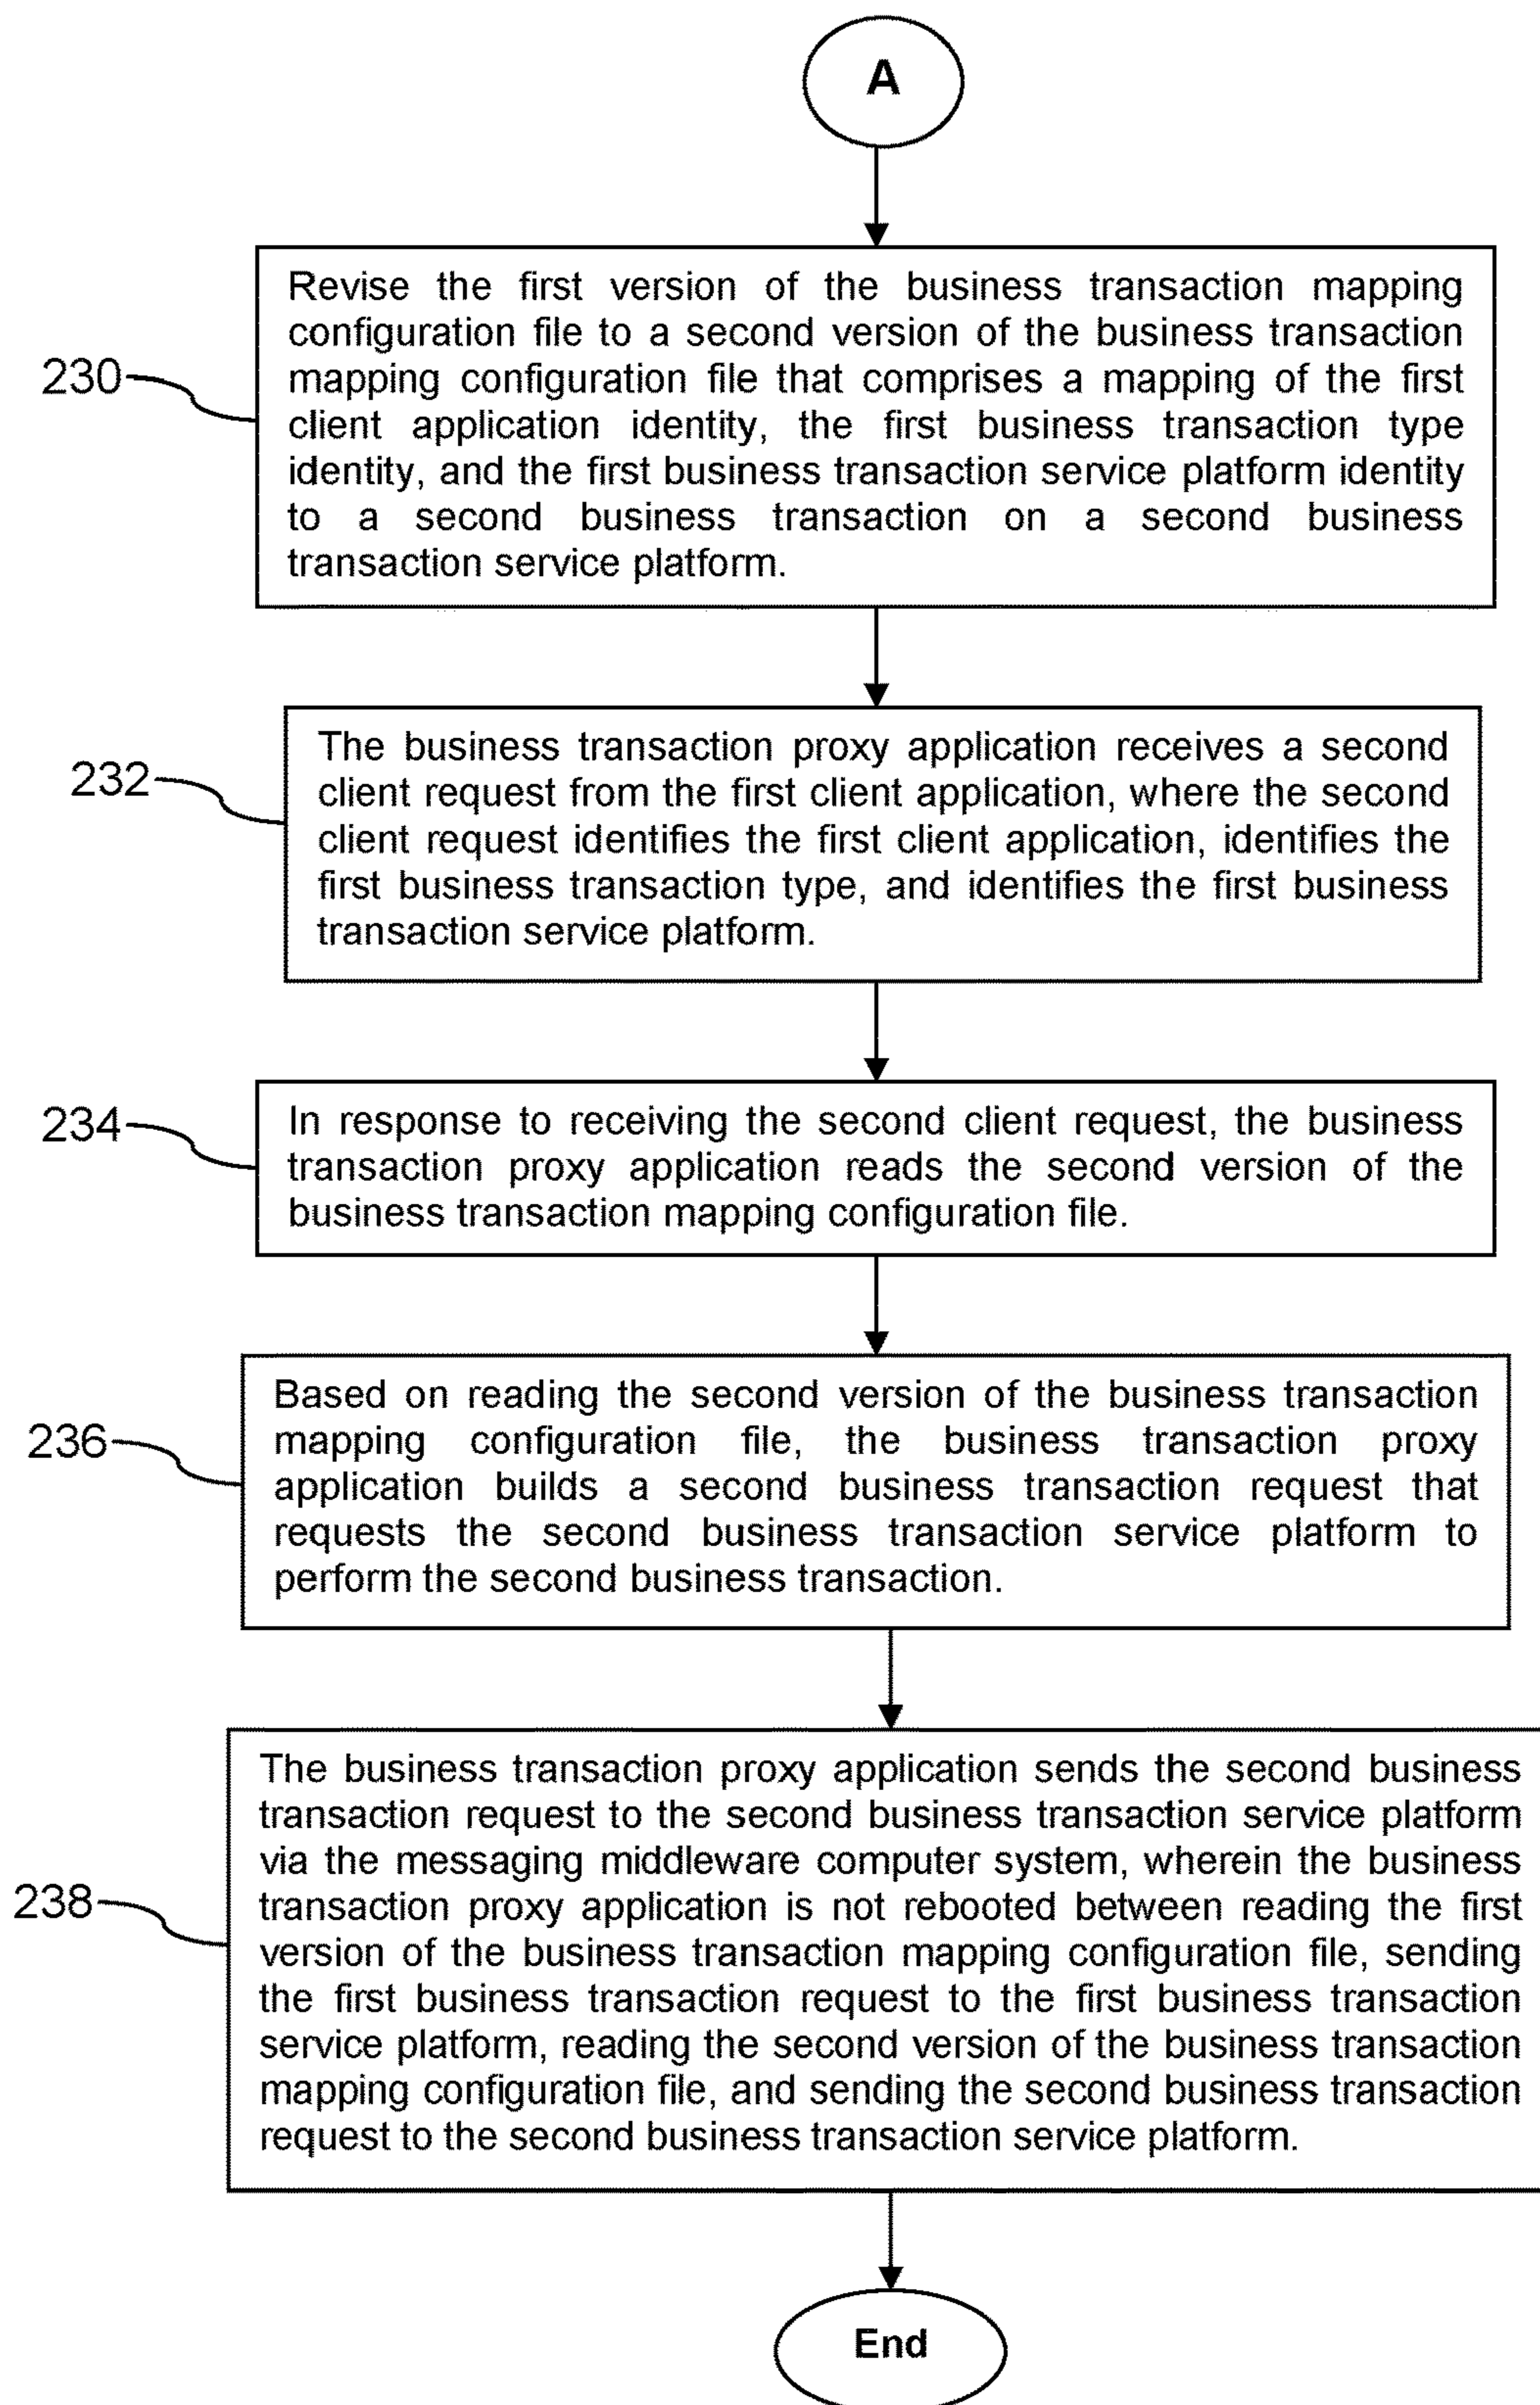 A
230
Revise the first version of the business transaction mapping
configuration file to a second version of the business transaction
mapping configuration file that comprises a mapping of the first
client application identity, the first business transaction type
identity, and the first business transaction service platform identity
to a second business transaction on a second business
transaction service platform.
232
The business transaction proxy application receives a second
client request from the first client application, where the second
client request identifies the first client application, identifies the
first business transaction type, and identifies the first business
transaction service platform.
234
In response to receiving the second client request, the business
transaction proxy application reads the second version of the
business transaction mapping configuration file.
236
Based on reading the second version of the business transaction
mapping configuration file, the business transaction proxy
application builds a second business transaction request that
requests the second business transaction service platform to
perform the second business transaction.
238
The business transaction proxy application sends the second business
transaction request to the second business transaction service platform
via the messaging middleware computer system, wherein the business
transaction proxy application is not rebooted between reading the first
version of the business transaction mapping configuration file, sending
the first business transaction request to the first business transaction
service platform, reading the second version of the business transaction
mapping configuration file, and sending the second business transaction
request to the second business transaction service platform.
End